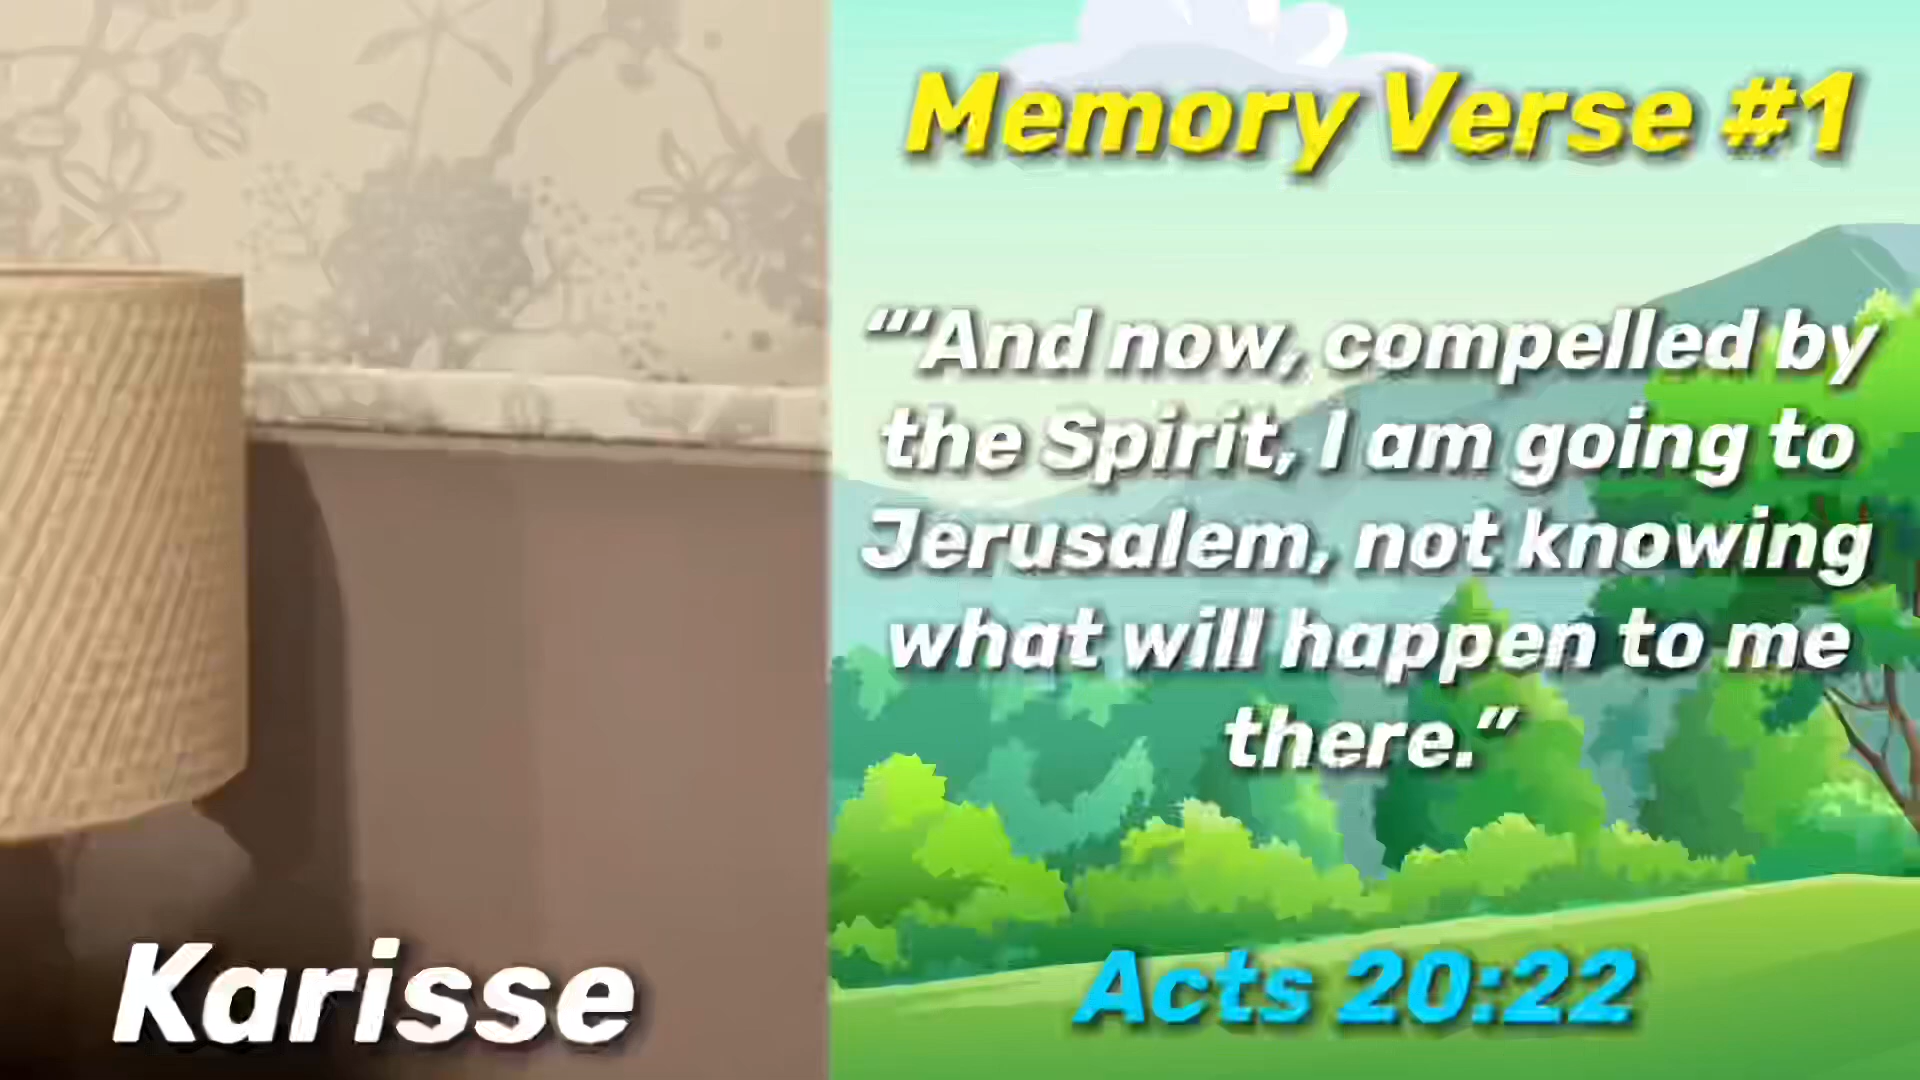 Memory Verse #1
“‘And now, compelled by
the Spirit, I am going to
Jerusalem, not knowing
what will happen to me
there.”
Karisse
Acts 20:22